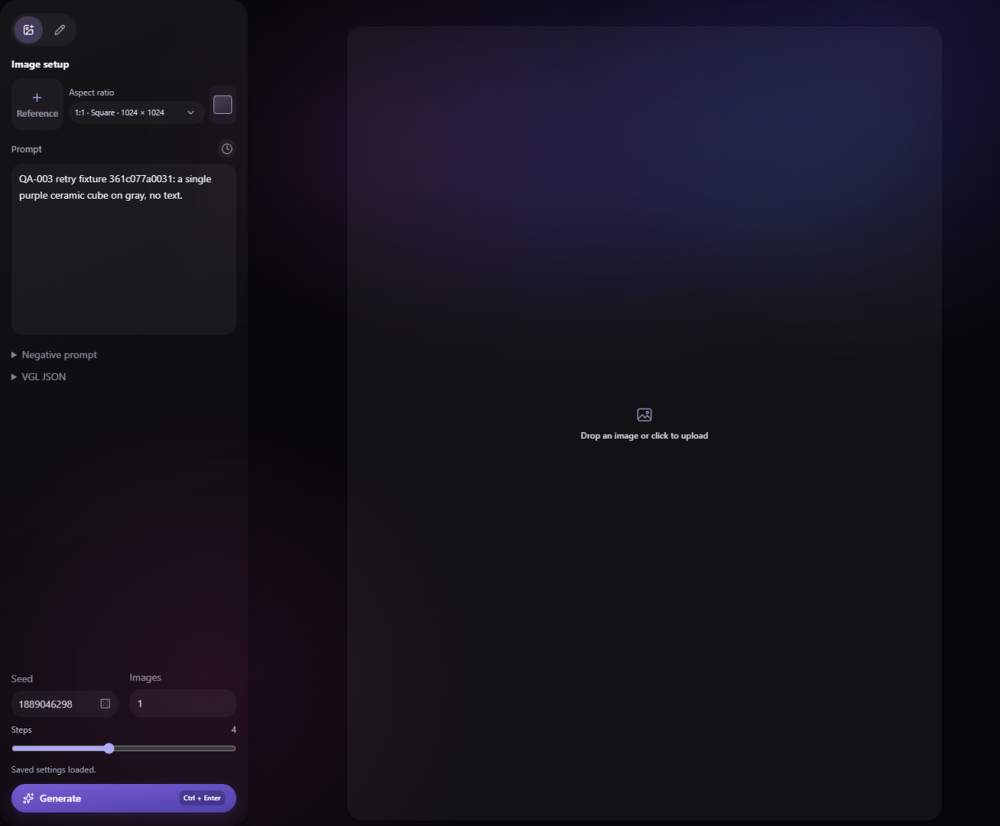 Image setup
Reference
Aspect ratio
1:1 - Square - 1024 × 1024
Prompt
QA-003 retry fixture 361c077a0031: a single
purple ceramic cube on gray, no text.
Negative prompt
VGL JSON
Drop an image or click to upload
Seed
Images
1889046298
1
Steps
4
Saved settings loaded.
Generate
Ctrl + Enter